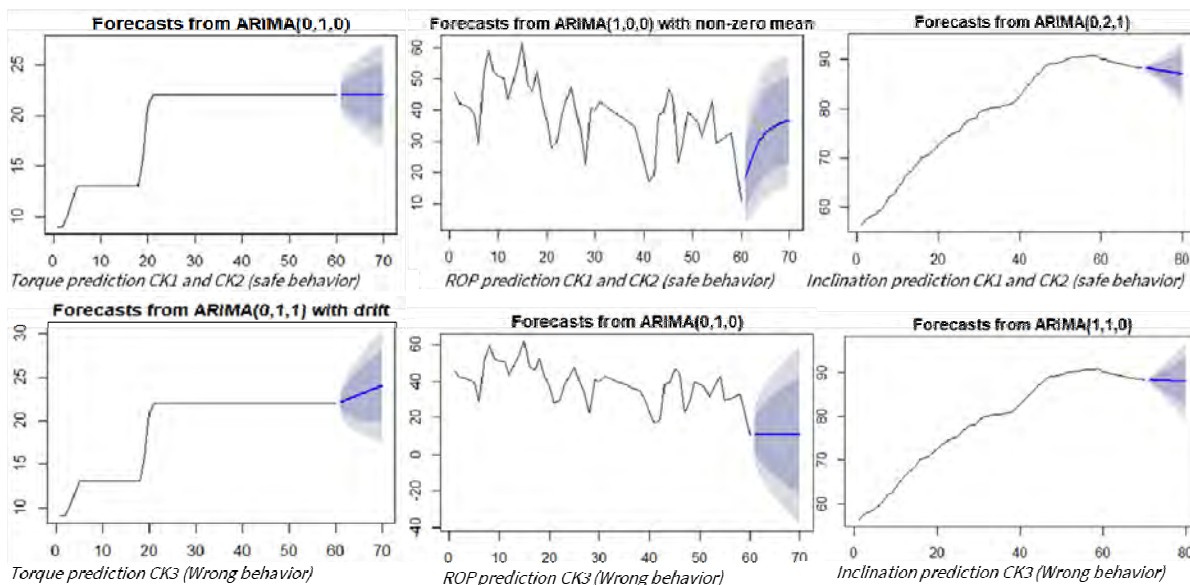 Forecasts from ARIMA(0,1,0)
25
20
15
10
0 10 20 30 40 50 60 70
Torque prediction CK1 and CK2 (safe behavior)
Forecasts from ARIMA(1,0,0) with non-zero mean
60
50
40
30
20
10
0 10 20 30 40 50 60 70
ROP prediction CK1 and CK2 (safe behavior)
Forecasts from ARIMA(0,2,1)
90
80
70
60
0 20 40 60 80
Inclination prediction CK1 and CK2 (safe behavior)
Forecasts from ARIMA(0,1,1) with drift
30
25
20
15
10
0 10 20 30 40 50 60 70
Torque prediction CK3 (Wrong behavior)
Forecasts from ARIMA(0,1,0)
60
40
20
0
-40
0 10 20 30 40 50 60 70
ROP prediction CK3 (Wrong behavior)
Forecasts from ARIMA(1,1,0)
90
80
70
60
0 20 40 60 80
Inclination prediction CK3 (Wrong behavior)